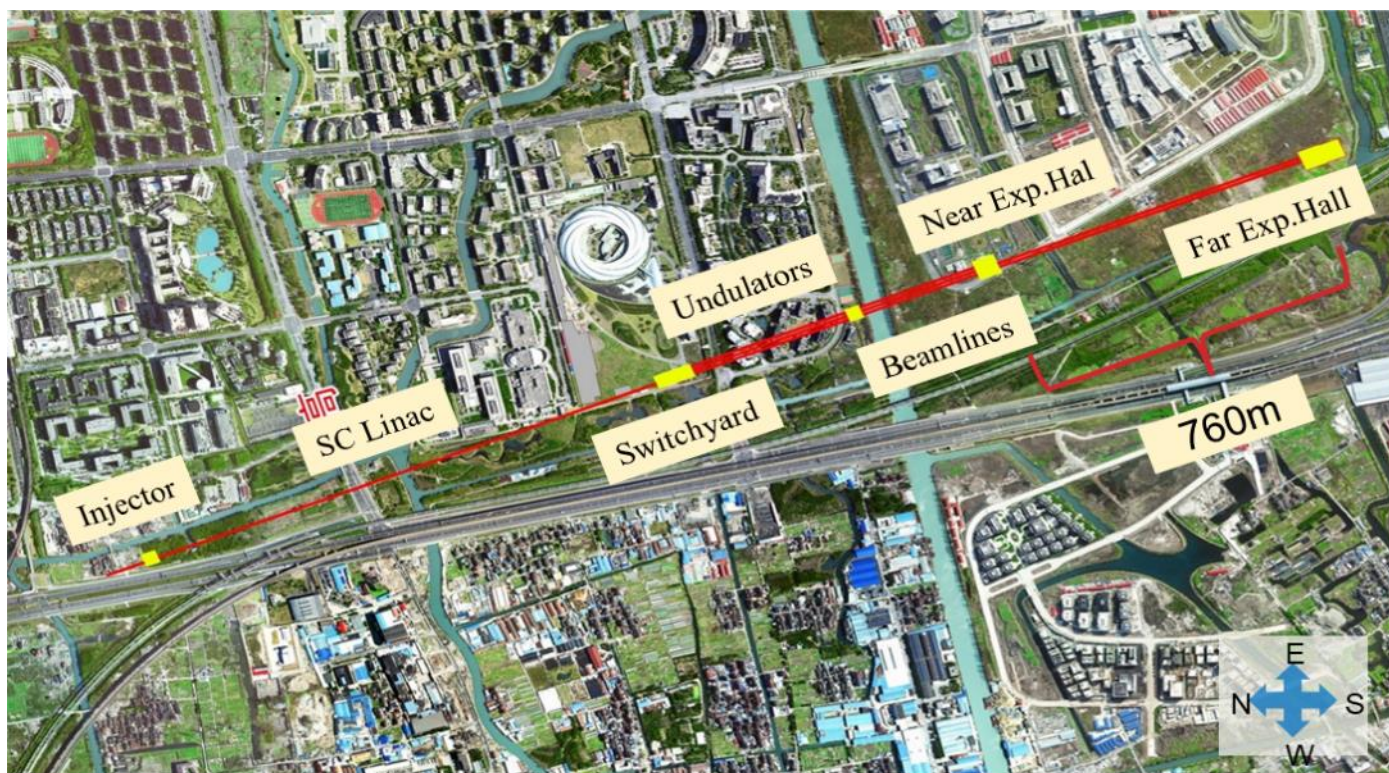 Near Exp.Hal
Far Exp.Hall
Undulators
Beamlines
SC Linac
Switchyard
760m
Injector
E
N
S
W